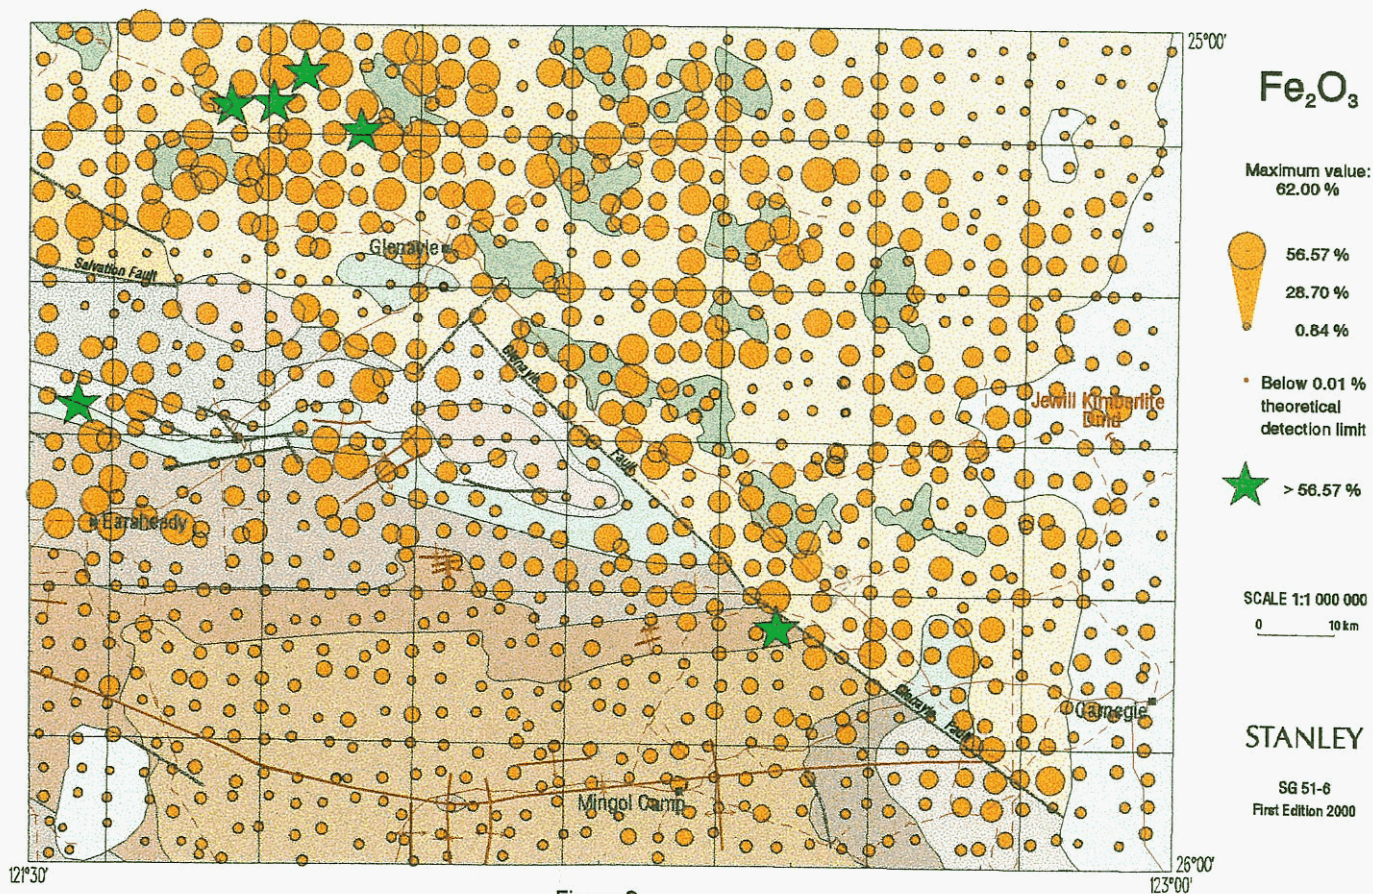 25°00'
Fe₂O₃
Maximum value:
62.00 %
56.57 %
28.70 %
0.84 %
Below 0.01 %
theoretical
detection limit
> 56.57 %
SCALE 1:1 000 000
0 10 km
STANLEY
SG 51-6
First Edition 2000
Glenayle
Salvation Fault
Glenayle
Fault
Jewill Kimberlite
Dmd
Glenayle Fault
Carnegie
Mingol Camp
26°00'
121°30'
123°00'